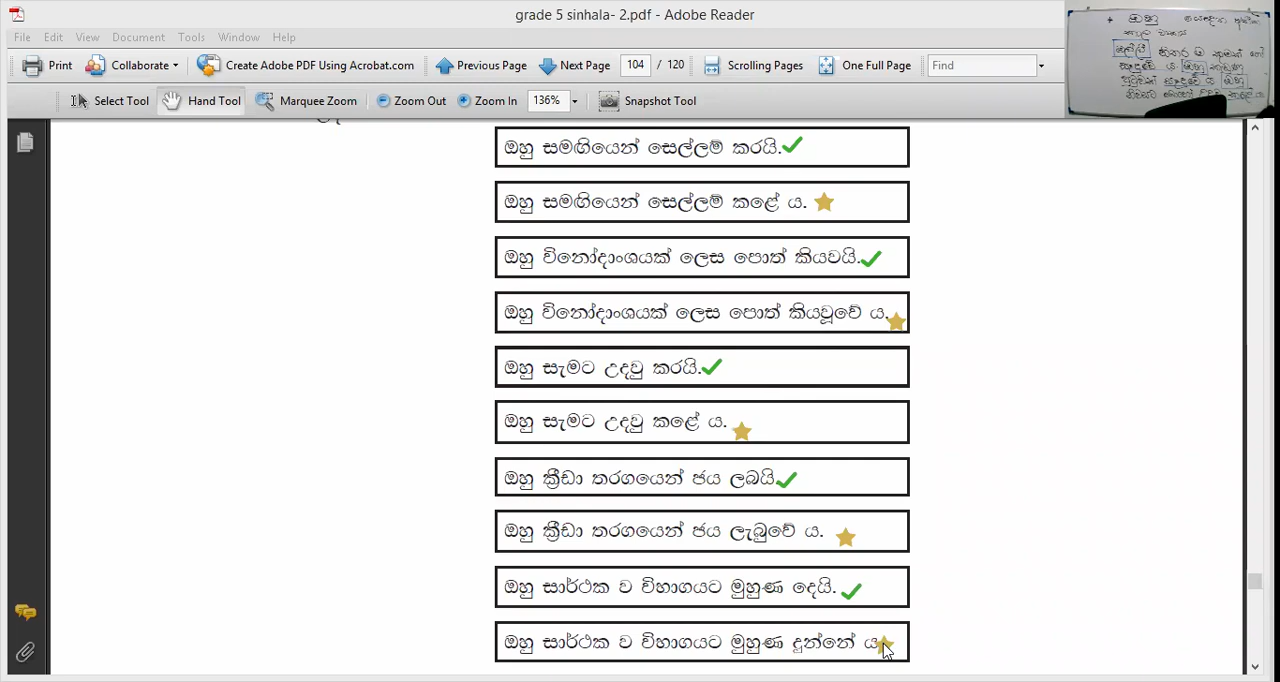 grade 5 sinhala- 2.pdf - Adobe Reader
File Edit View Document Tools Window Help
Print Collaborate Create Adobe PDF Using Acrobat.com Previous Page Next Page 104 / 120 Scrolling Pages One Full Page Find
Select Tool Hand Tool Marquee Zoom Zoom Out Zoom In 136% Snapshot Tool
ඔහු සමඟියෙන් සෙල්ලම් කරයි.
ඔහු සමඟියෙන් සෙල්ලම් කළේ ය.
ඔහු විනෝදාංශයක් ලෙස පොත් කියවයි.
ඔහු විනෝදාංශයක් ලෙස පොත් කියවූවේ ය.
ඔහු සැමට උදවු කරයි.
ඔහු සැමට උදවු කළේ ය.
ඔහු ක්‍රීඩා තරගයෙන් ජය ලබයි.
ඔහු ක්‍රීඩා තරගයෙන් ජය ලැබුවේ ය.
ඔහු සාර්ථක ව විභාගයට මුහුණ දෙයි.
ඔහු සාර්ථක ව විභාගයට මුහුණ දුන්නේ ය